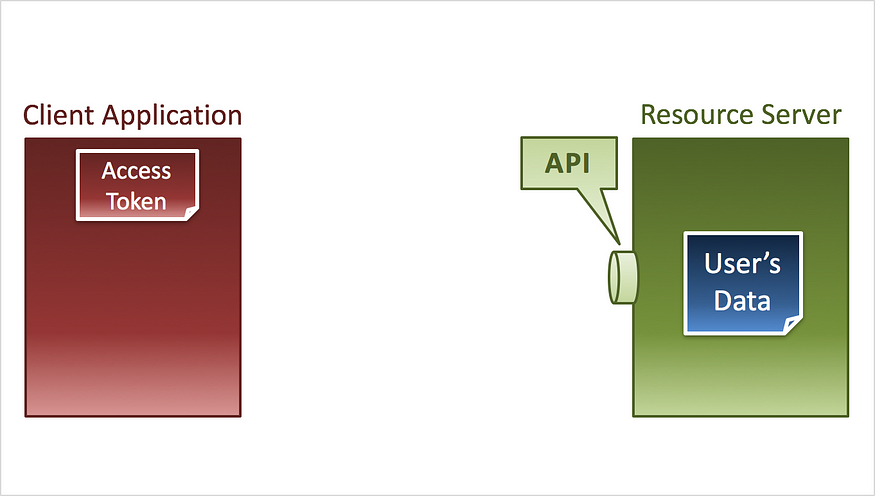 Client Application
Access
Token
API
Resource Server
User’s
Data